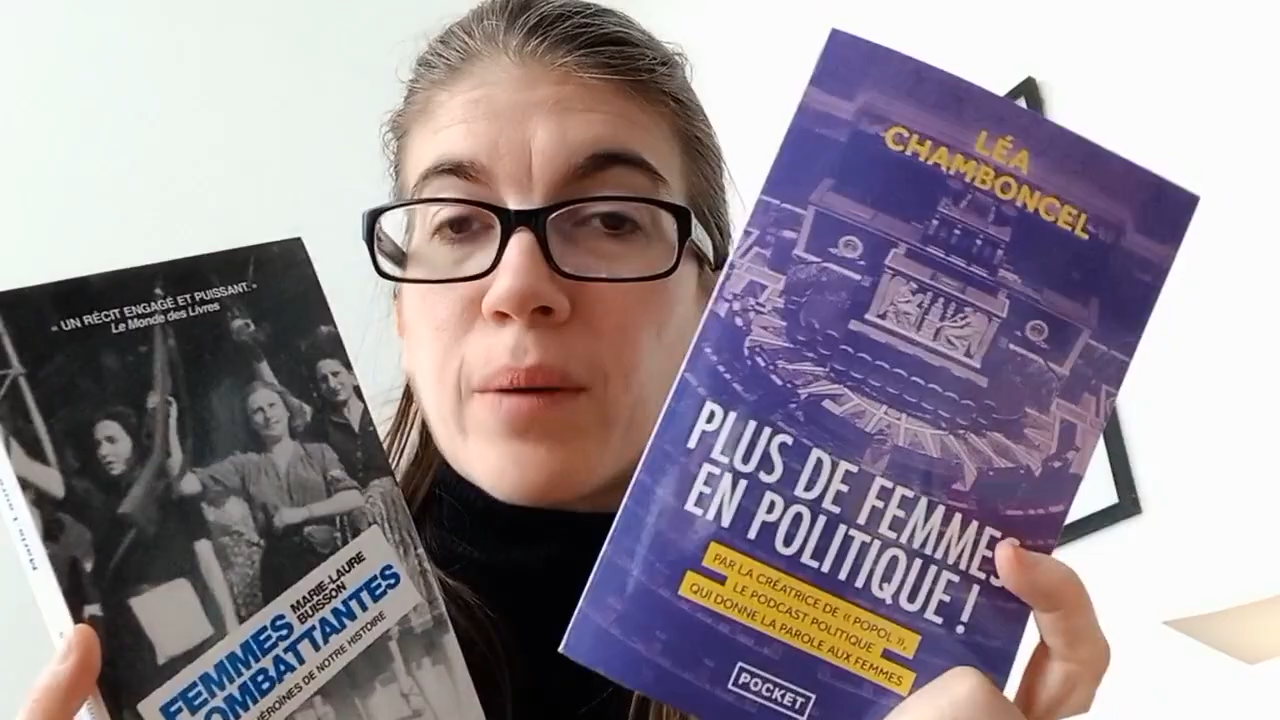 « UN RÉCIT ENGAGÉ ET PUISSANT. »
Le Monde des Livres
MARIE-LAURE
BUISSON
FEMMES
OMBATTANTES
HÉROÏNES DE NOTRE HISTOIRE
LÉA
CHAMBONCEL
PLUS DE FEMMES
EN POLITIQUE !
PAR LA CRÉATRICE DE « POPOL »,
LE PODCAST POLITIQUE
QUI DONNE LA PAROLE AUX FEMMES
POCKET